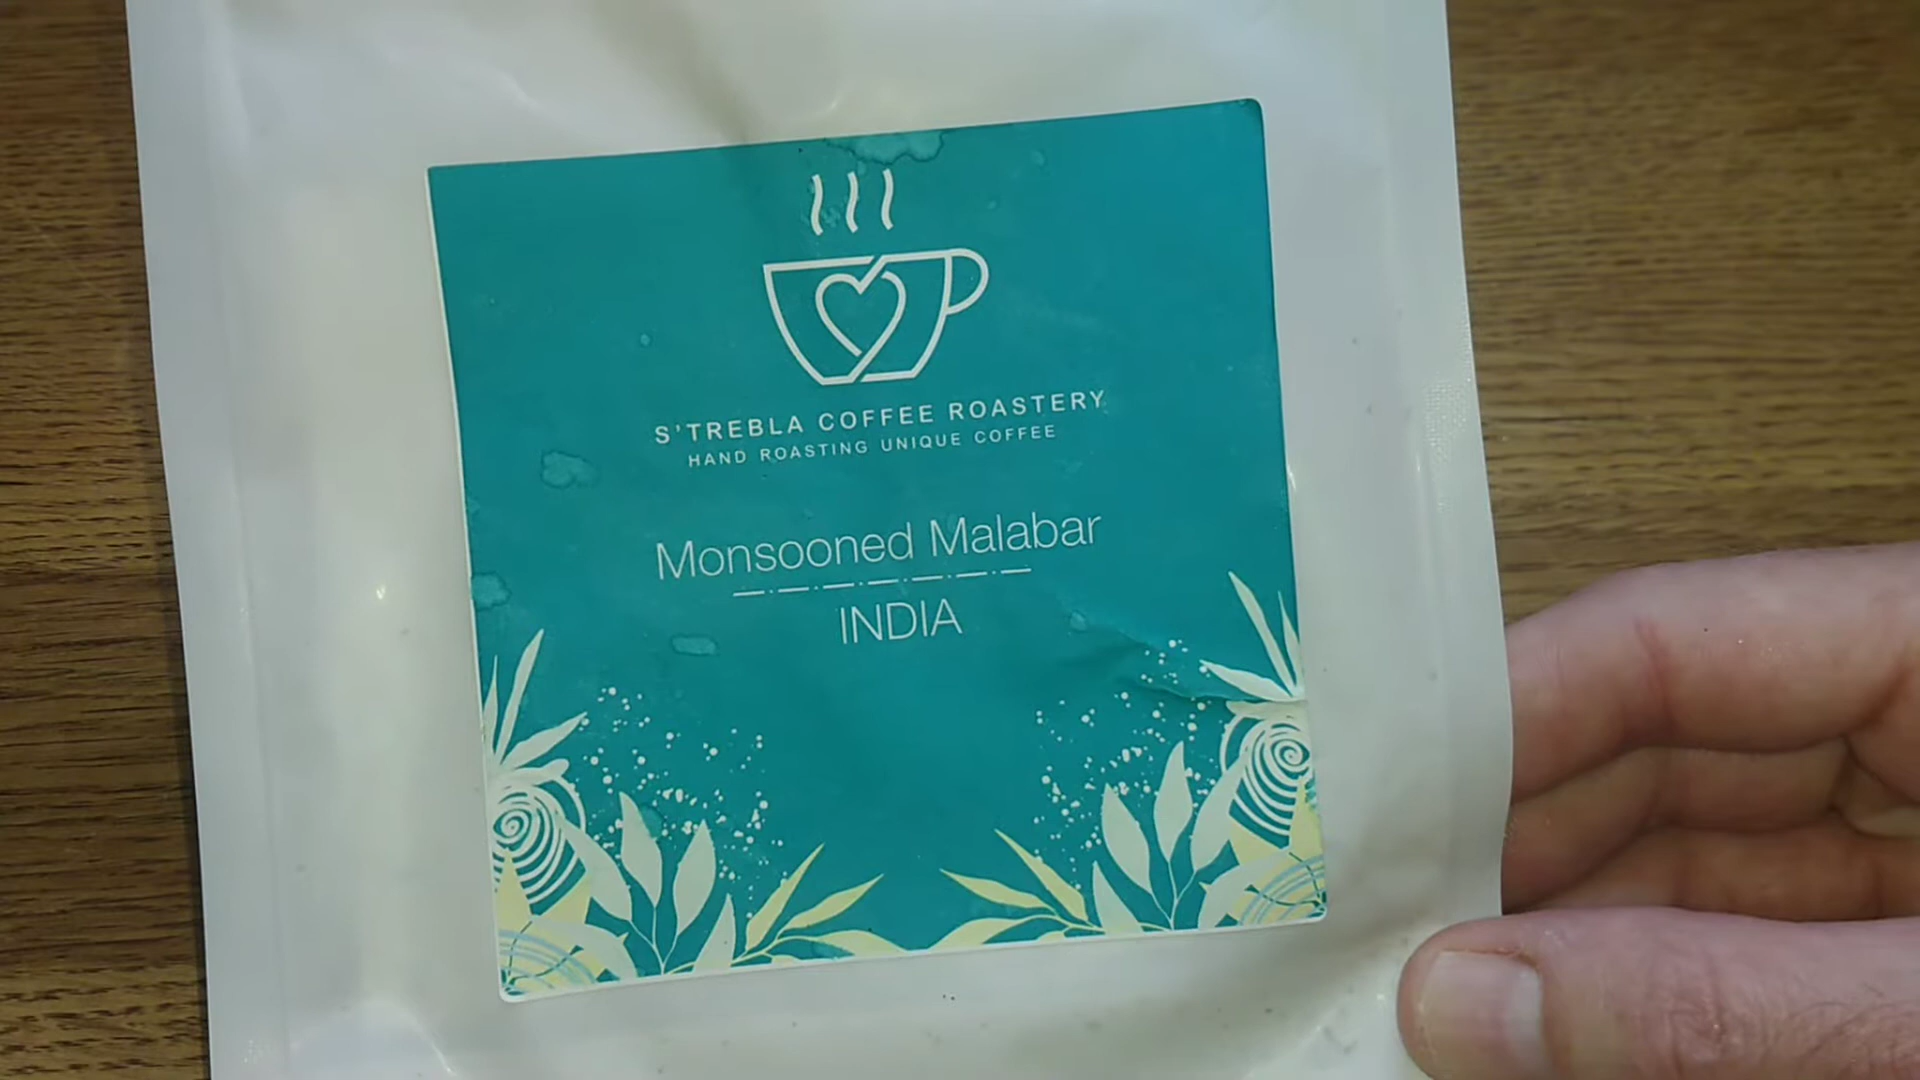 S'TREBLA COFFEE ROASTERY
HAND ROASTING UNIQUE COFFEE
Monsooned Malabar
INDIA